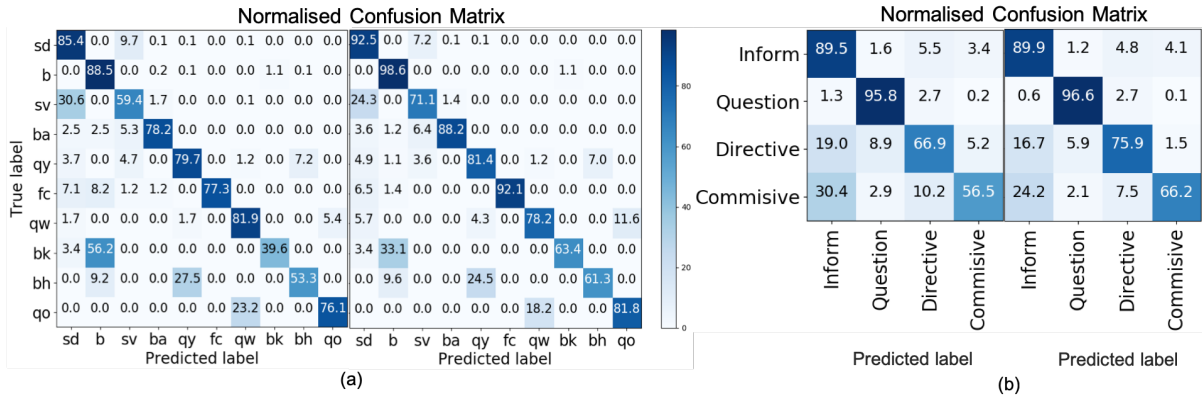 Normalised Confusion Matrix
True label
sd 85.4 0.0 9.7 0.1 0.1 0.0 0.1 0.0 0.0 0.0
b 0.0 88.5 0.0 0.2 0.1 0.0 0.0 1.1 0.1 0.0
sv 30.6 0.0 59.4 1.7 0.0 0.0 0.0 0.0 0.0 0.0
ba 2.5 2.5 5.3 78.2 0.0 0.0 0.0 0.0 0.0 0.0
qy 3.7 0.0 4.7 0.0 79.7 0.0 1.2 0.0 7.2 0.0
fc 7.1 8.2 1.2 1.2 0.0 77.3 0.0 0.0 0.0 0.0
qw 1.7 0.0 0.0 0.0 1.7 0.0 81.9 0.0 0.0 5.4
bk 3.4 56.2 0.0 0.0 0.0 0.0 0.0 39.6 0.0 0.0
bh 0.0 9.2 0.0 0.0 27.5 0.0 0.0 0.0 53.3 0.0
qo 0.0 0.0 0.0 0.0 0.0 0.0 23.2 0.0 0.0 76.1
sd b sv ba qy fc qw bk bh qo
Predicted label
92.5 0.0 7.2 0.1 0.1 0.0 0.0 0.0 0.0 0.0
0.0 98.6 0.0 0.0 0.0 0.0 0.0 1.1 0.0 0.0
24.3 0.0 71.1 1.4 0.0 0.0 0.0 0.0 0.0 0.0
3.6 1.2 6.4 88.2 0.0 0.0 0.0 0.0 0.0 0.0
4.9 1.1 3.6 0.0 81.4 0.0 1.2 0.0 7.0 0.0
6.5 1.4 0.0 0.0 0.0 92.1 0.0 0.0 0.0 0.0
5.7 0.0 0.0 0.0 4.3 0.0 78.2 0.0 0.0 11.6
3.4 33.1 0.0 0.0 0.0 0.0 0.0 63.4 0.0 0.0
0.0 9.6 0.0 0.0 24.5 0.0 0.0 0.0 61.3 0.0
0.0 0.0 0.0 0.0 0.0 0.0 18.2 0.0 0.0 81.8
sd b sv ba qy fc qw bk bh qo
Predicted label
80
60
40
20
0
(a)
Normalised Confusion Matrix
Inform 89.5 1.6 5.5 3.4
Question 1.3 95.8 2.7 0.2
Directive 19.0 8.9 66.9 5.2
Commisive 30.4 2.9 10.2 56.5
Inform Question Directive Commisive
Predicted label
89.9 1.2 4.8 4.1
0.6 96.6 2.7 0.1
16.7 5.9 75.9 1.5
24.2 2.1 7.5 66.2
Inform Question Directive Commisive
Predicted label
(b)